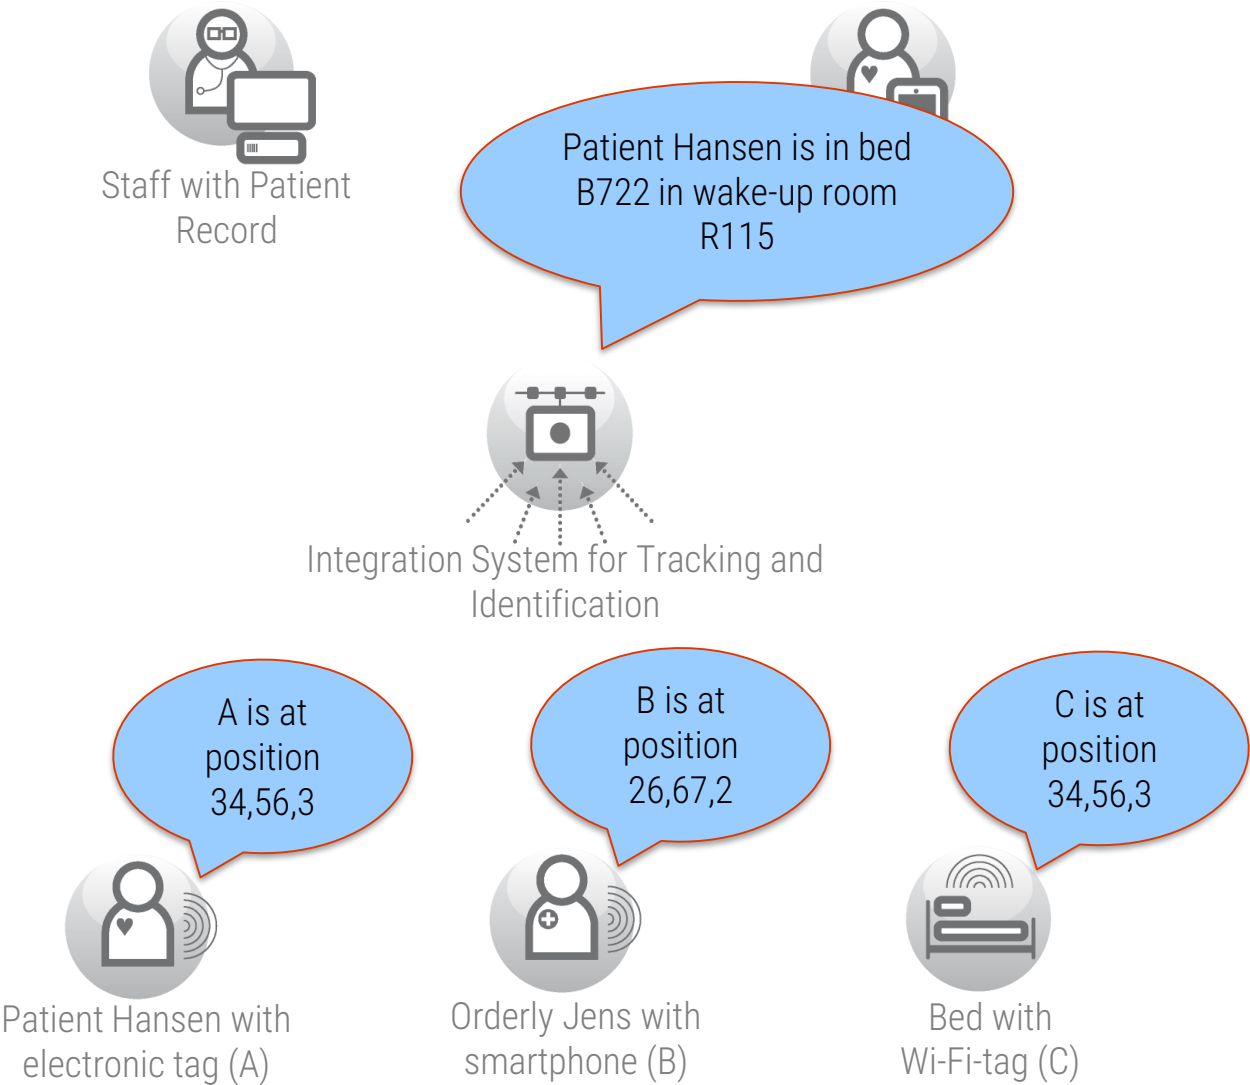 Staff with Patient
Record
Patient Hansen is in bed
B722 in wake-up room
R115
Integration System for Tracking and
Identification
A is at
position
34,56,3
B is at
position
26,67,2
C is at
position
34,56,3
Patient Hansen with
electronic tag (A)
Orderly Jens with
smartphone (B)
Bed with
Wi-Fi-tag (C)